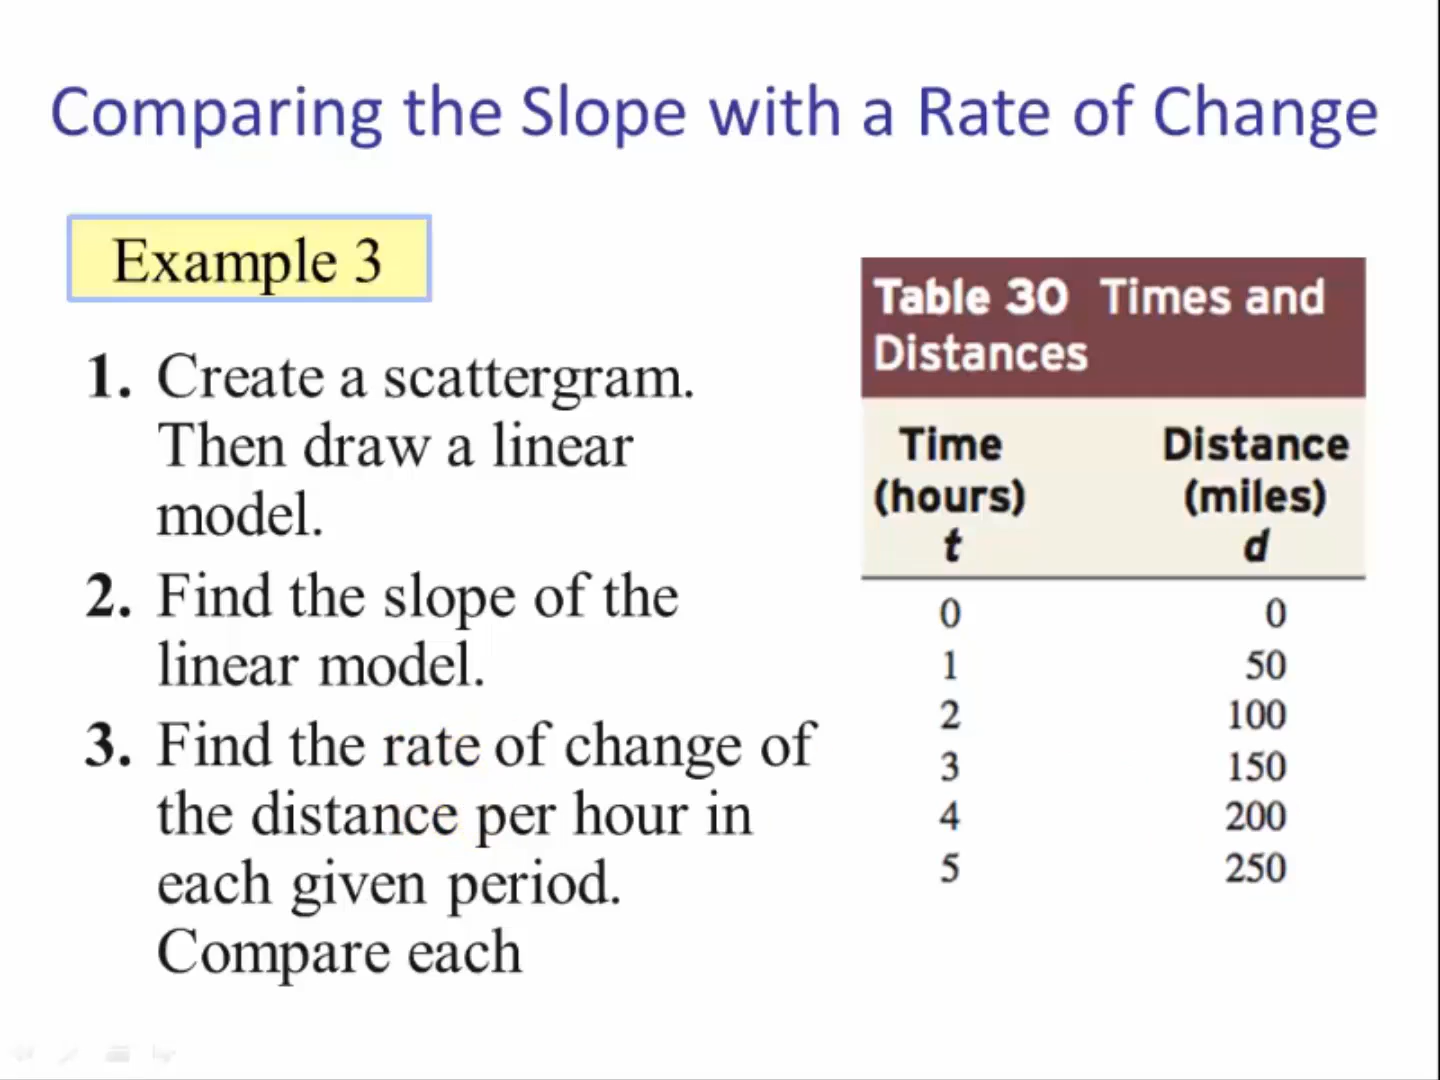 Comparing the Slope with a Rate of Change
Example 3
1. Create a scattergram.
Then draw a linear
model.
2. Find the slope of the
linear model.
3. Find the rate of change of
the distance per hour in
each given period.
Compare each
Table 30 Times and
Distances
Time Distance
(hours) (miles)
t d
0 0
1 50
2 100
3 150
4 200
5 250